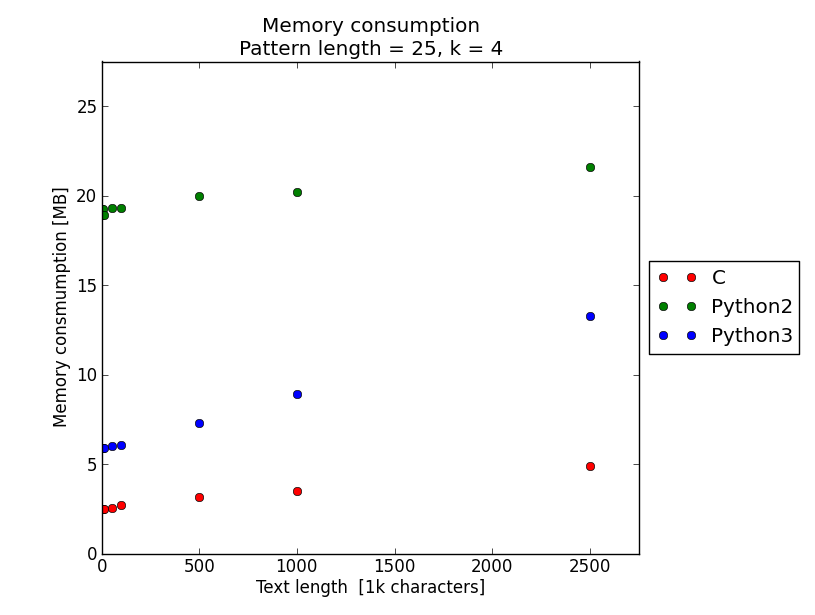 Memory consumption
Pattern length = 25, k = 4
Memory consmumption [MB]
25
20
15
10
5
0
0 500 1000 1500 2000 2500
Text length  [1k characters]
C
Python2
Python3